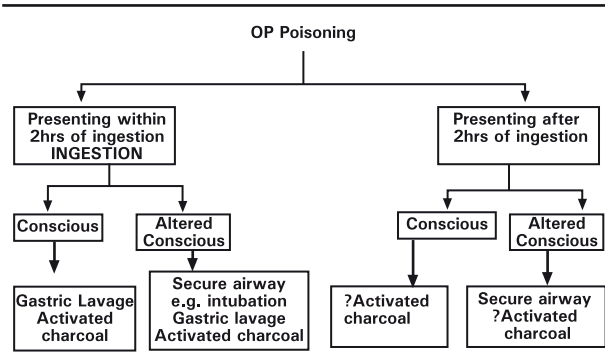 OP Poisoning
Presenting within
2hrs of ingestion
INGESTION
Presenting after
2hrs of ingestion
Conscious
Altered
Conscious
Conscious
Altered
Conscious
Gastric Lavage
Activated
charcoal
Secure airway
e.g. intubation
Gastric lavage
Activated charcoal
?Activated
charcoal
Secure airway
?Activated
charcoal